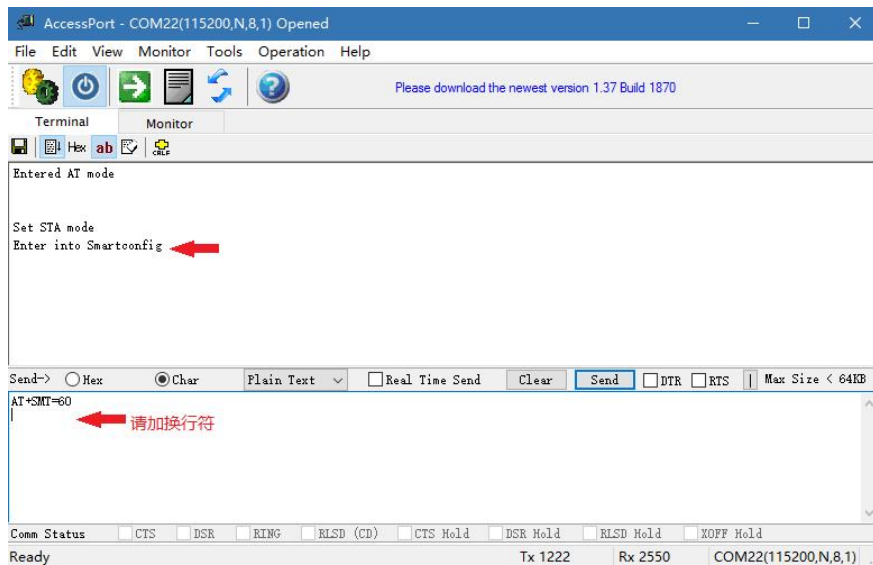 AccessPort - COM22(115200,N,8,1) Opened
File Edit View Monitor Tools Operation Help
Please download the newest version 1.37 Build 1870
Terminal Monitor
Hex ab CRLF
Entered AT mode
Set STA mode
Enter into Smartconfig
Send-> Hex Char Plain Text Real Time Send Clear Send DTR RTS Max Size < 64KB
AT+SMT=60
请加换行符
Comm Status CTS DSR RING RLSD (CD) CTS Hold DSR Hold RLSD Hold XOFF Hold
Ready Tx 1222 Rx 2550 COM22(115200,N,8,1)